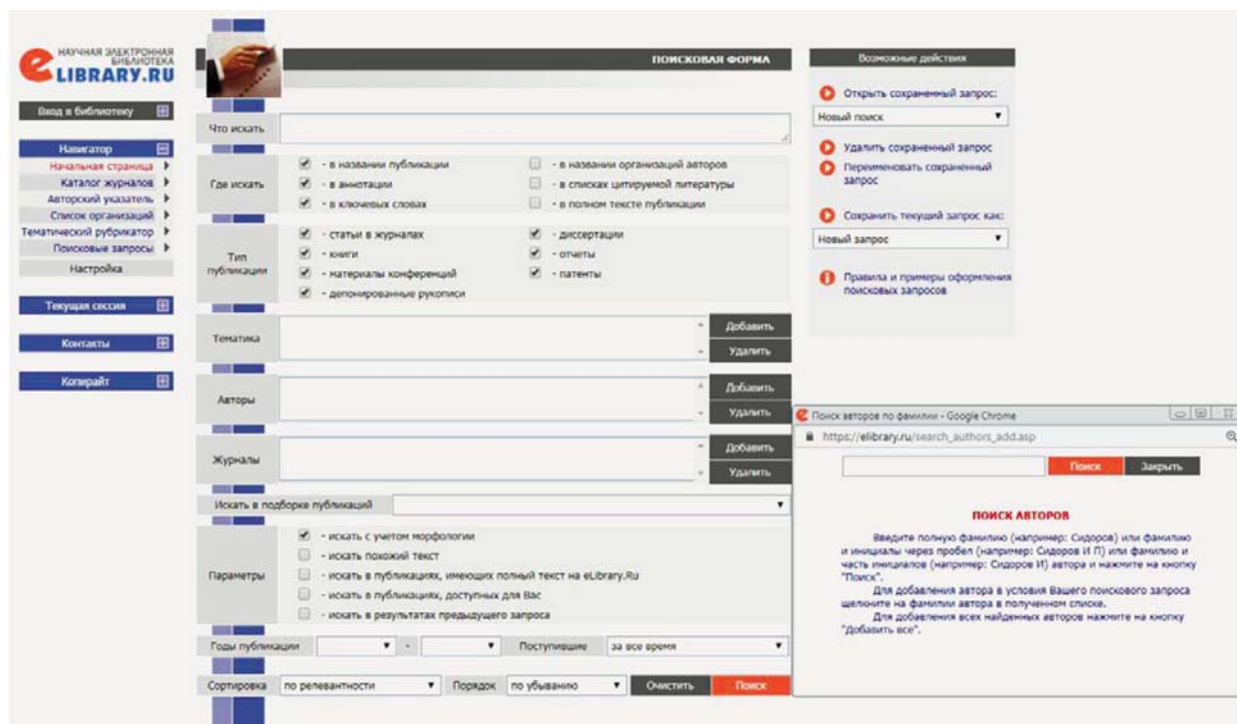 НАУЧНАЯ ЭЛЕКТРОННАЯ
БИБЛИОТЕКА
eLIBRARY.RU
Вход в библиотеку
Навигатор
Начальная страница
Каталог журналов
Авторский указатель
Список организаций
Тематический рубрикатор
Поисковые запросы
Настройка
Текущая сессия
Контакты
Копирайт
ПОИСКОВАЯ ФОРМА
Что искать
Где искать
- в названии публикации
- в названии организаций авторов
- в аннотации
- в списках цитируемой литературы
- в ключевых словах
- в полном тексте публикации
Тип
публикации
- статьи в журналах
- диссертации
- книги
- отчеты
- материалы конференций
- патенты
- депонированные рукописи
Тематика
Добавить
Удалить
Авторы
Добавить
Удалить
Журналы
Добавить
Удалить
Искать в подборке публикаций
Параметры
- искать с учетом морфологии
- искать похожий текст
- искать в публикациях, имеющих полный текст на eLibrary.Ru
- искать в публикациях, доступных для Вас
- искать в результатах предыдущего запроса
Годы публикации - Поступившие за все время
Сортировка по релевантности Порядок по убыванию Очистить Поиск
Возможные действия
Открыть сохраненный запрос:
Новый поиск
Удалить сохраненный запрос
Переименовать сохраненный
запрос
Сохранить текущий запрос как:
Новый запрос
Правила и примеры оформления
поисковых запросов
Поиск авторов по фамилии - Google Chrome
https://elibrary.ru/search_authors_add.asp
Поиск Закрыть
ПОИСК АВТОРОВ
Введите полную фамилию (например: Сидоров) или фамилию
и инициалы через пробел (например: Сидоров И П) или фамилию и
часть инициалов (например: Сидоров И) автора и нажмите на кнопку
"Поиск".
Для добавления автора в условия Вашего поискового запроса
щелкните на фамилии автора в полученном списке.
Для добавления всех найденных авторов нажмите на кнопку
"Добавить все".